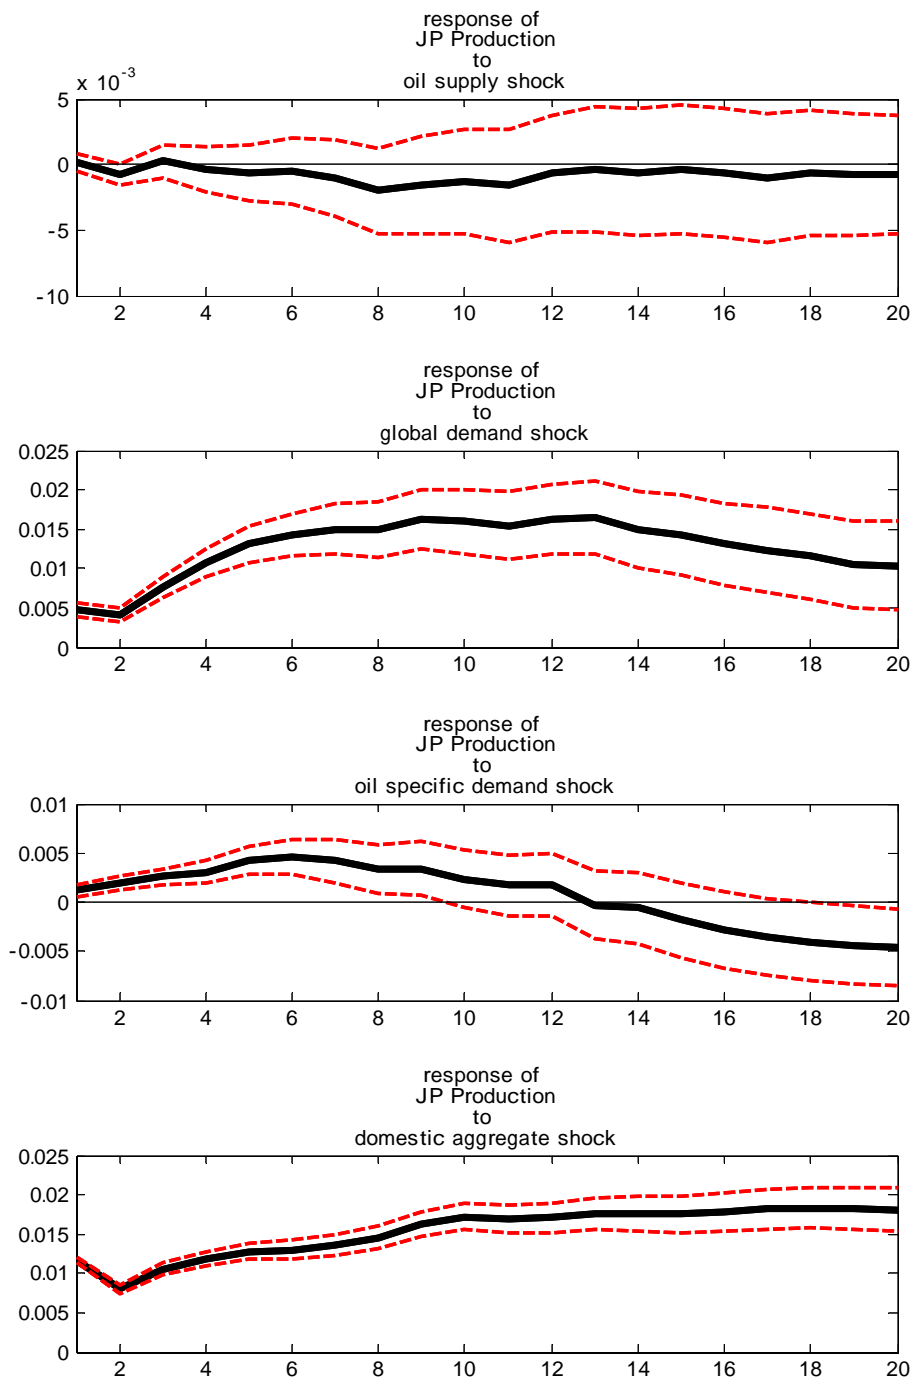 response of
JP Production
to
oil supply shock
x 10-3
5
0
-5
-10
2 4 6 8 10 12 14 16 18 20
response of
JP Production
to
global demand shock
0.025
0.02
0.015
0.01
0.005
0
2 4 6 8 10 12 14 16 18 20
response of
JP Production
to
oil specific demand shock
0.01
0.005
0
-0.005
-0.01
2 4 6 8 10 12 14 16 18 20
response of
JP Production
to
domestic aggregate shock
0.025
0.02
0.015
0.01
0.005
0
2 4 6 8 10 12 14 16 18 20